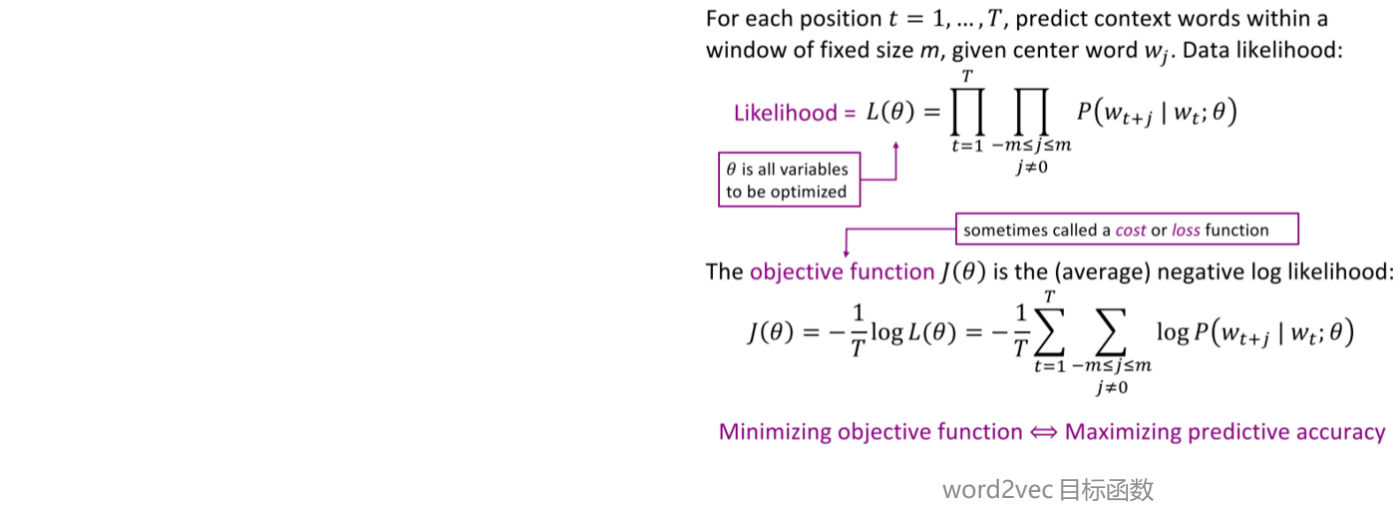 For each position t = 1, … , T, predict context words within a
window of fixed size m, given center word w_j. Data likelihood:
Likelihood = L(θ) = ∏_{t=1}^{T} ∏_{-m≤j≤m, j≠0} P(w_{t+j} | w_t; θ)
θ is all variables
to be optimized
sometimes called a cost or loss function
The objective function J(θ) is the (average) negative log likelihood:
J(θ) = −\frac{1}{T} log L(θ) = −\frac{1}{T} ∑_{t=1}^{T} ∑_{-m≤j≤m, j≠0} log P(w_{t+j} | w_t; θ)
Minimizing objective function ⟺ Maximizing predictive accuracy
word2vec 目标函数